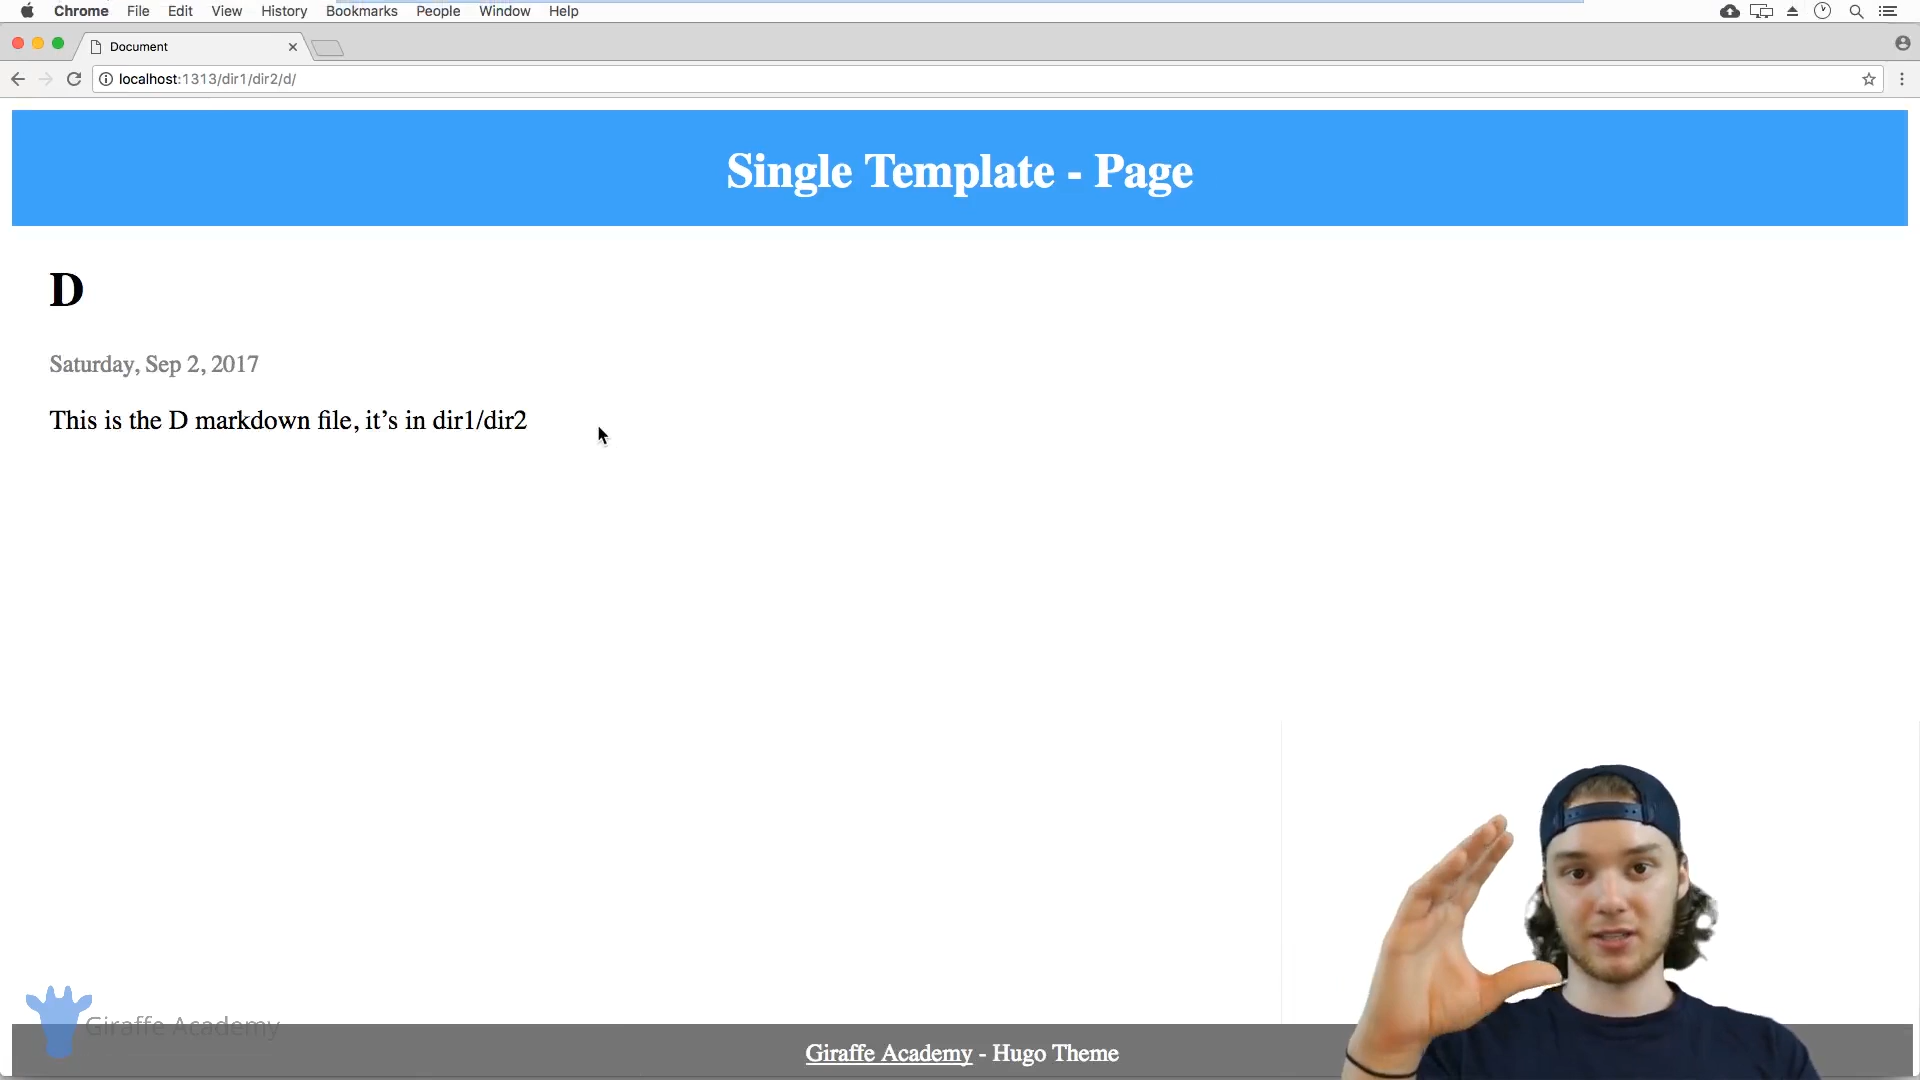 Chrome File Edit View History Bookmarks People Window Help
Document
localhost:1313/dir1/dir2/d/
Single Template - Page
D
Saturday, Sep 2, 2017
This is the D markdown file, it’s in dir1/dir2
Giraffe Academy
Giraffe Academy - Hugo Theme